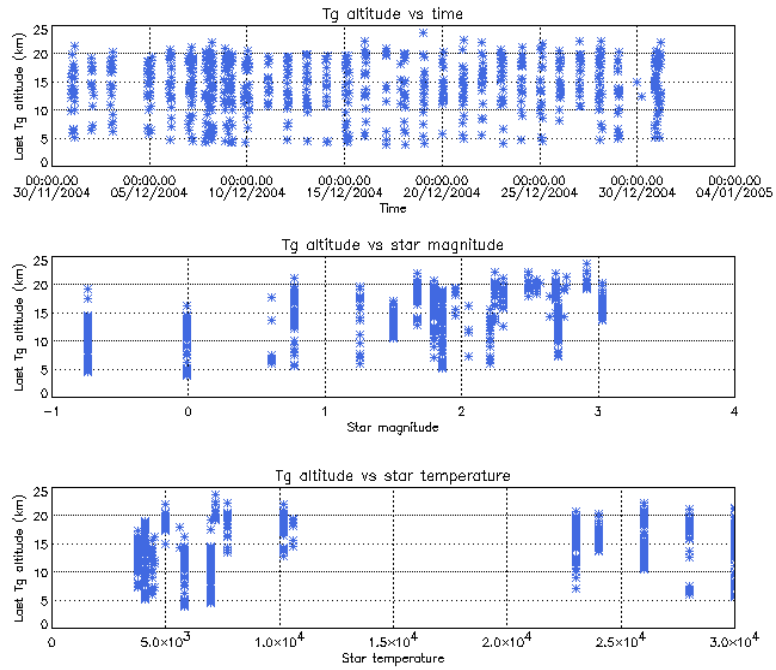 Tg altitude vs time
Last Tg altitude (km)
25
20
15
10
5
0
00:00.00 00:00.00 00:00.00 00:00.00 00:00.00 00:00.00 00:00.00 00:00.00
30/11/2004 05/12/2004 10/12/2004 15/12/2004 20/12/2004 25/12/2004 30/12/2004 04/01/2005
Time
Tg altitude vs star magnitude
Last Tg altitude (km)
25
20
15
10
5
0
-1 0 1 2 3 4
Star magnitude
Tg altitude vs star temperature
Last Tg altitude (km)
25
20
15
10
5
0
0 5.0×10³ 1.0×10⁴ 1.5×10⁴ 2.0×10⁴ 2.5×10⁴ 3.0×10⁴
Star temperature